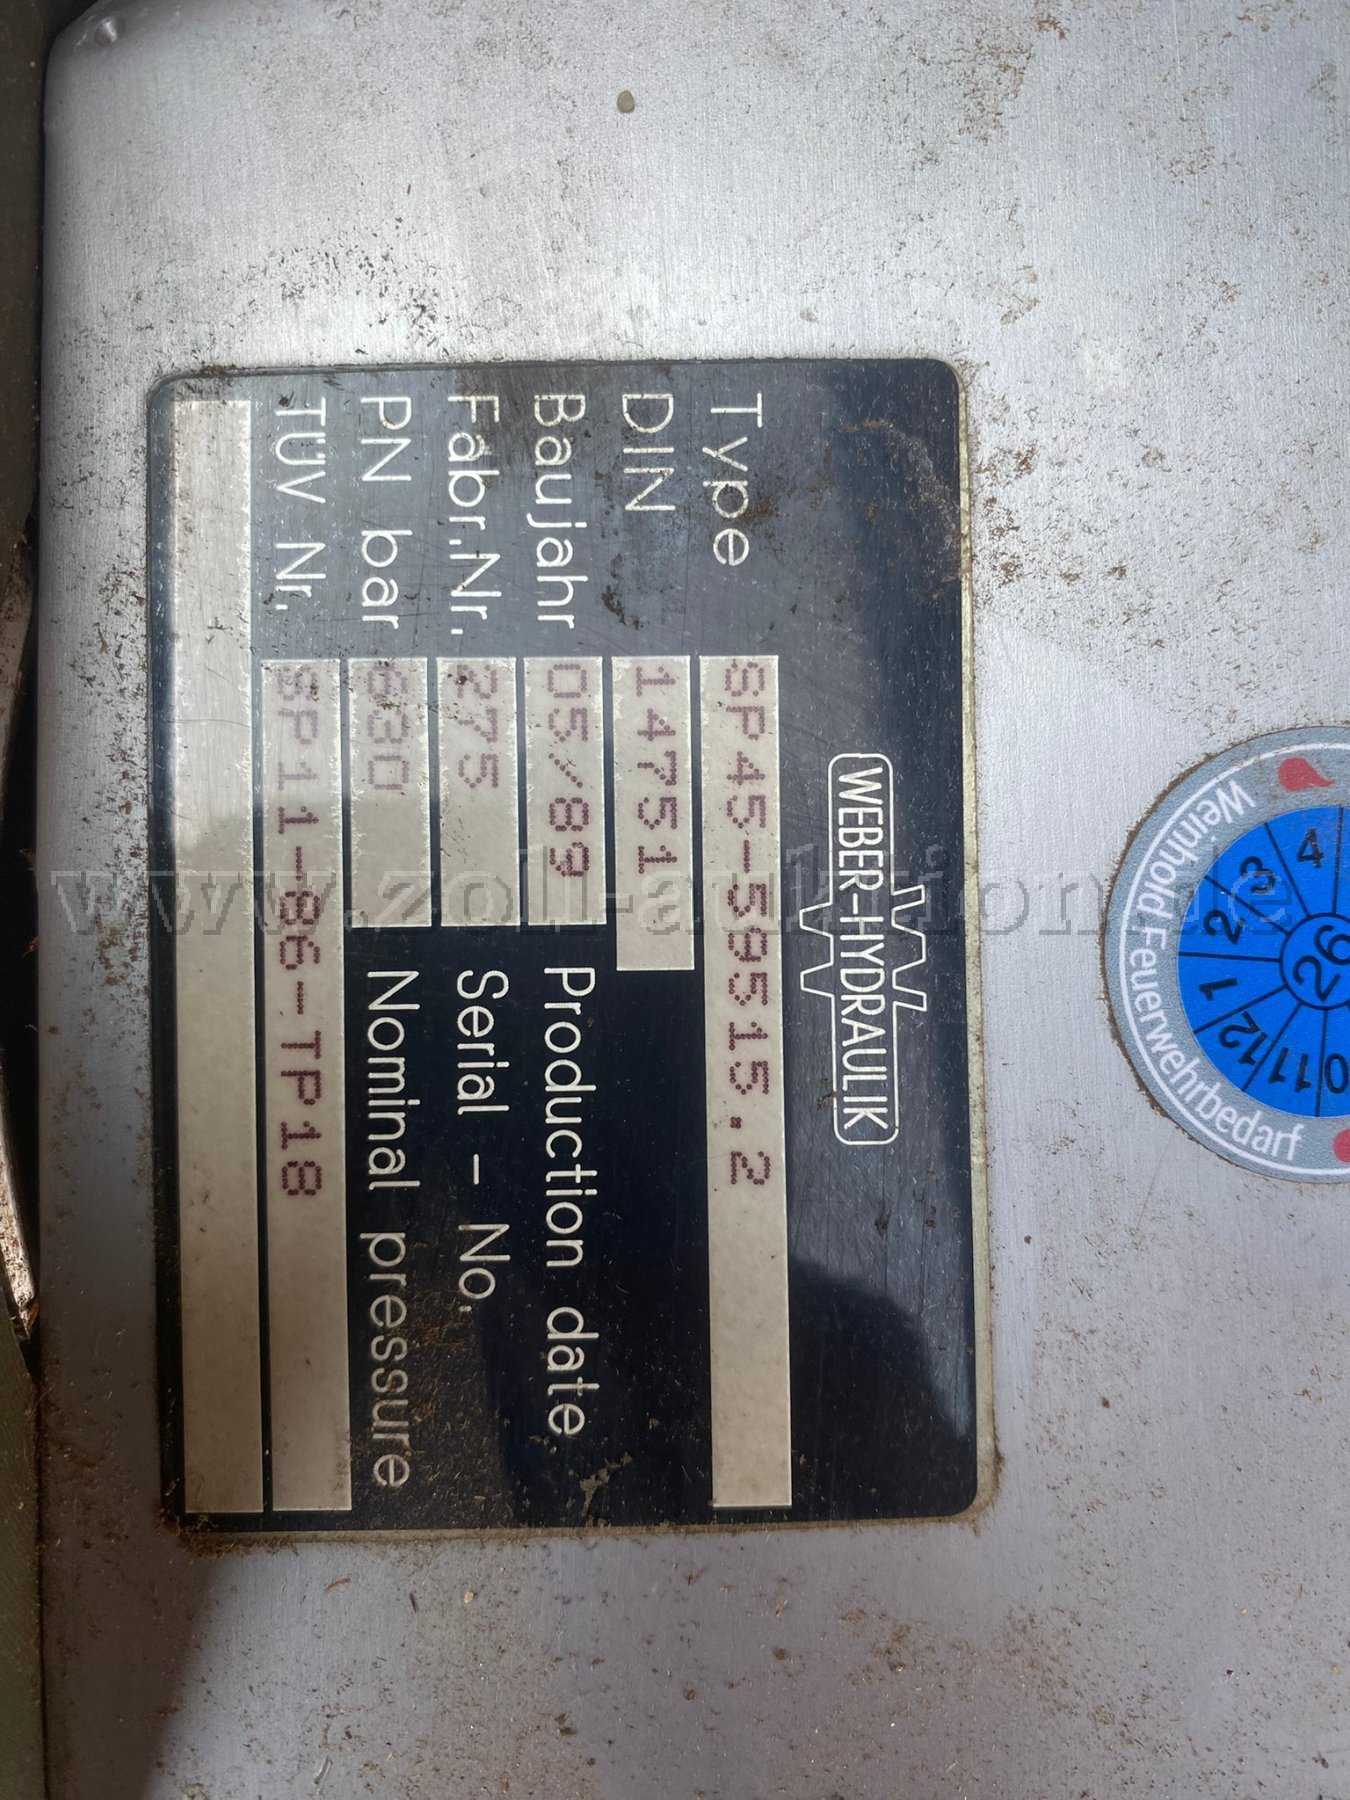 WEBER-HYDRAULIK
Type SP45-59515.2
DIN 14751
Baujahr 05/89 Production date
Fabr.Nr. 275 Serial - No.
PN bar 630 Nominal pressure
TÜV Nr. SP11-86-TP18
Weinhold Feuerwehrbedarf
26
1
2
3
4
11
12
www.zoll-auktion.de